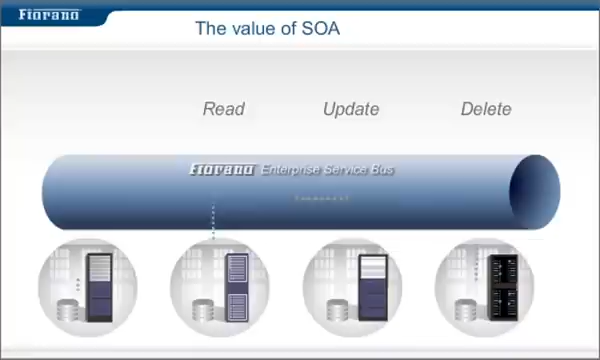 Fiorano
The value of SOA
Read Update Delete
Fiorano Enterprise Service Bus